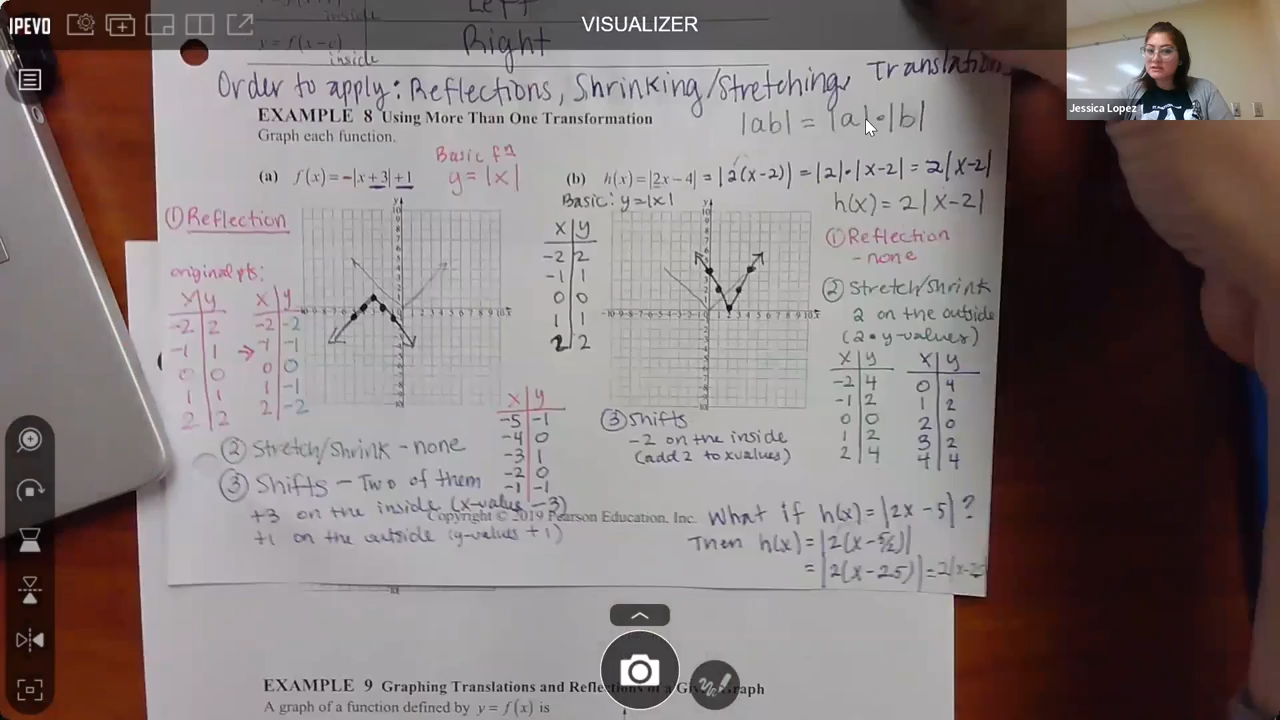 IPEVO
VISUALIZER
Jessica Lopez
inside
Left
y = f(x-c)
inside
Right
Order to apply: Reflections, Shrinking/Stretching, Translation
EXAMPLE 8 Using More Than One Transformation
Graph each function.
|ab| = |a|•|b|
(a) f(x) = -|x+3|+1
Basic fn
y = |x|
① Reflection
original pts:
x y
-2 2
-1 1
0 0
1 1
2 2
→
x y
-2 -2
-1 -1
0 0
1 -1
2 -2
② Stretch/Shrink - none
③ Shifts - Two of them
+3 on the inside (x-value -3)
+1 on the outside (y-values +1)
x y
-5 -1
-4 0
-3 1
-2 0
-1 -1
Copyright © 2019 Pearson Education, Inc.
(b) h(x) = |2x-4| = |2(x-2)| = |2|•|x-2| = 2|x-2|
Basic: y=|x|
h(x) = 2|x-2|
x y
-2 2
-1 1
0 0
1 1
2 2
① Reflection
- none
② Stretch/Shrink
2 on the outside
(2•y-values)
x y
-2 4
-1 2
0 0
1 2
2 4
x y
0 4
1 2
2 0
3 2
4 4
③ Shifts
-2 on the inside
(add 2 to xvalues)
What if h(x) = |2x-5|?
Then h(x) = |2(x-5/2)|
= |2(x-2.5)| = 2|x-2.5|
EXAMPLE 9 Graphing Translations and Reflections of a Given Graph
A graph of a function defined by y = f(x) is